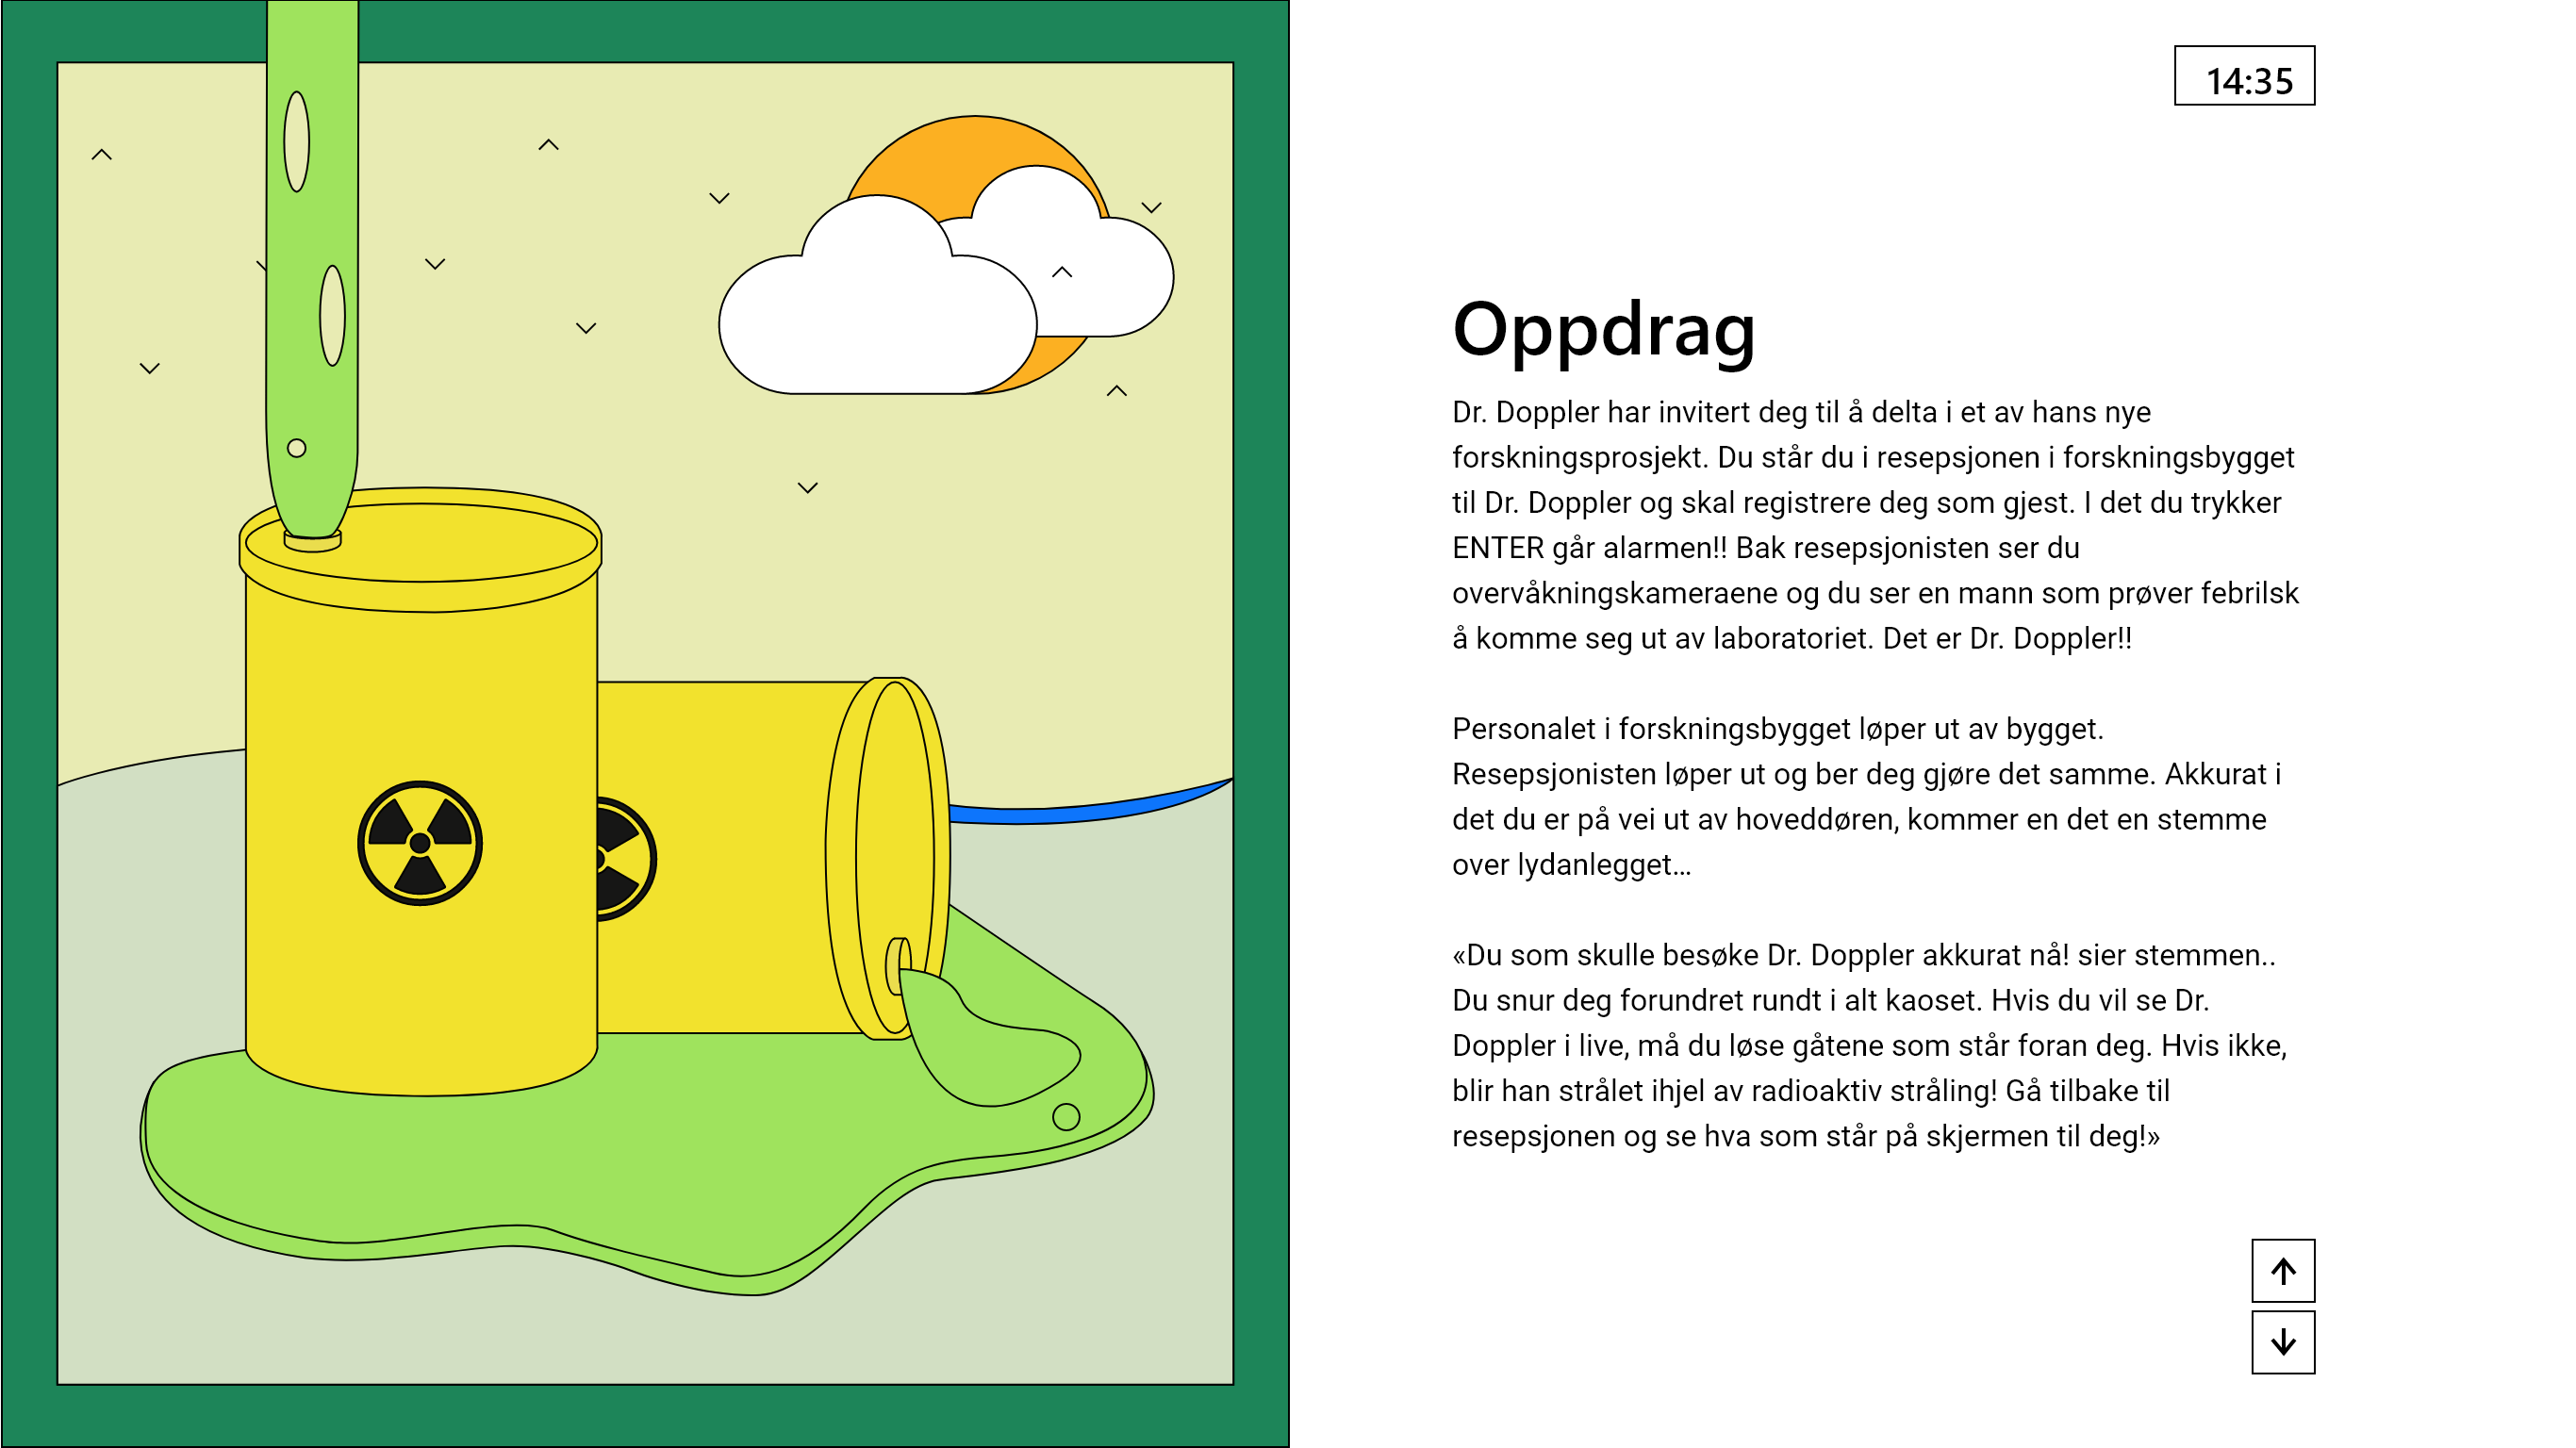 14:35
Oppdrag
Dr. Doppler har invitert deg til å delta i et av hans nye
forskningsprosjekt. Du står du i resepsjonen i forskningsbygget
til Dr. Doppler og skal registrere deg som gjest. I det du trykker
ENTER går alarmen!! Bak resepsjonisten ser du
overvåkningskameraene og du ser en mann som prøver febrilsk
å komme seg ut av laboratoriet. Det er Dr. Doppler!!
Personalet i forskningsbygget løper ut av bygget.
Resepsjonisten løper ut og ber deg gjøre det samme. Akkurat i
det du er på vei ut av hoveddøren, kommer en det en stemme
over lydanlegget…
«Du som skulle besøke Dr. Doppler akkurat nå! sier stemmen..
Du snur deg forundret rundt i alt kaoset. Hvis du vil se Dr.
Doppler i live, må du løse gåtene som står foran deg. Hvis ikke,
blir han strålet ihjel av radioaktiv stråling! Gå tilbake til
resepsjonen og se hva som står på skjermen til deg!»